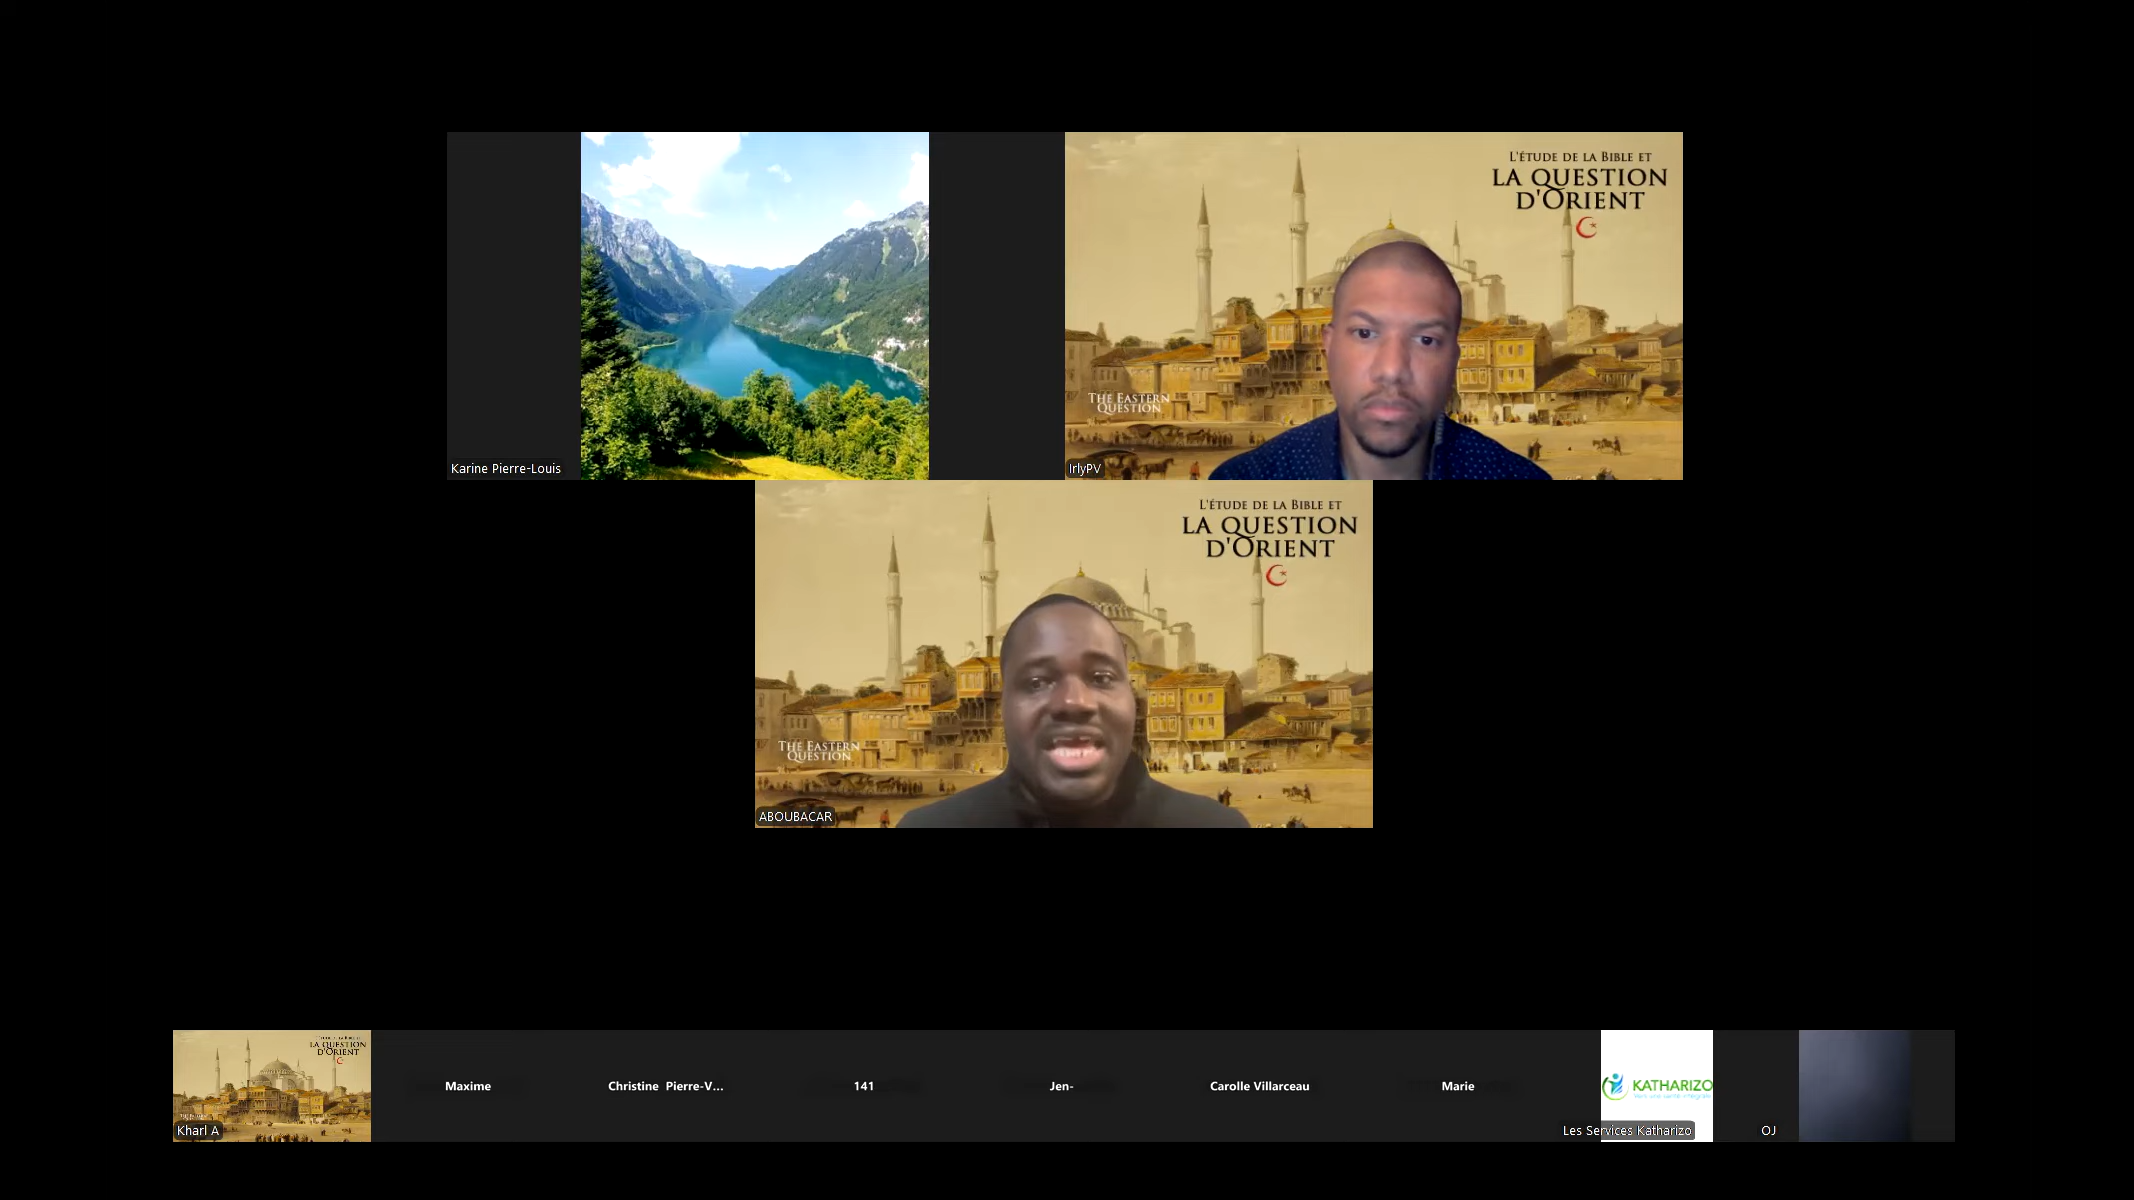 L'ÉTUDE DE LA BIBLE ET
LA QUESTION
D'ORIENT
THE EASTERN
QUESTION
Karine Pierre-Louis
IrlyPV
L'ÉTUDE DE LA BIBLE ET
LA QUESTION
D'ORIENT
THE EASTERN
QUESTION
ABOUBACAR
LA QUESTION
D'ORIENT
Kharl A
Maxime
Christine Pierre-V...
141
Jen-
Carolle Villarceau
Marie
KATHARIZO
Les Services Katharizo
OJ